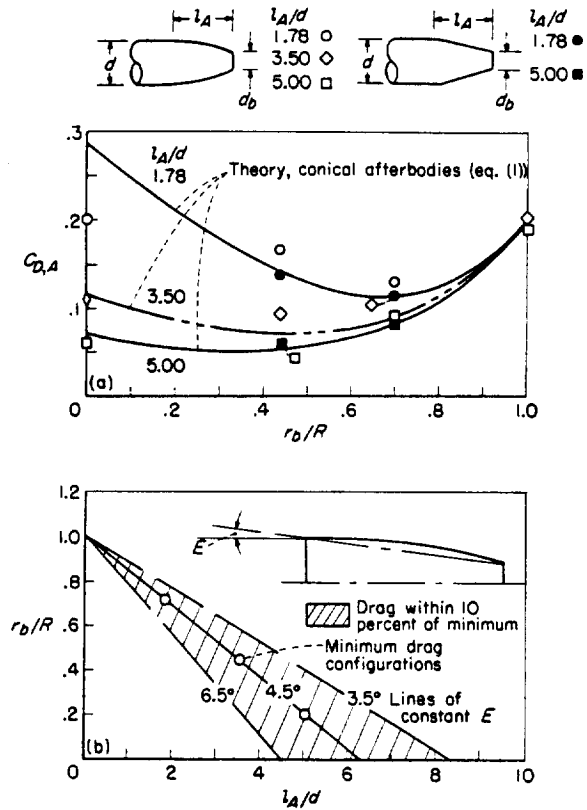 l_A
l_A/d
1.78 ○
3.50 ◇
5.00 □
d
d_b
l_A
l_A/d
1.78 ●
5.00 ■
d
d_b
.3
.2
.1
0
C_D,A
l_A/d
1.78
3.50
5.00
Theory, conical afterbodies (eq. (1))
(a)
0 .2 .4 .6 .8 1.0
r_b/R
1.2
1.0
.8
.6
.4
.2
r_b/R
E
Drag within 10
percent of minimum
Minimum drag
configurations
6.5° 4.5° 3.5° Lines of
constant E
(b)
0 2 4 6 8 10
l_A/d